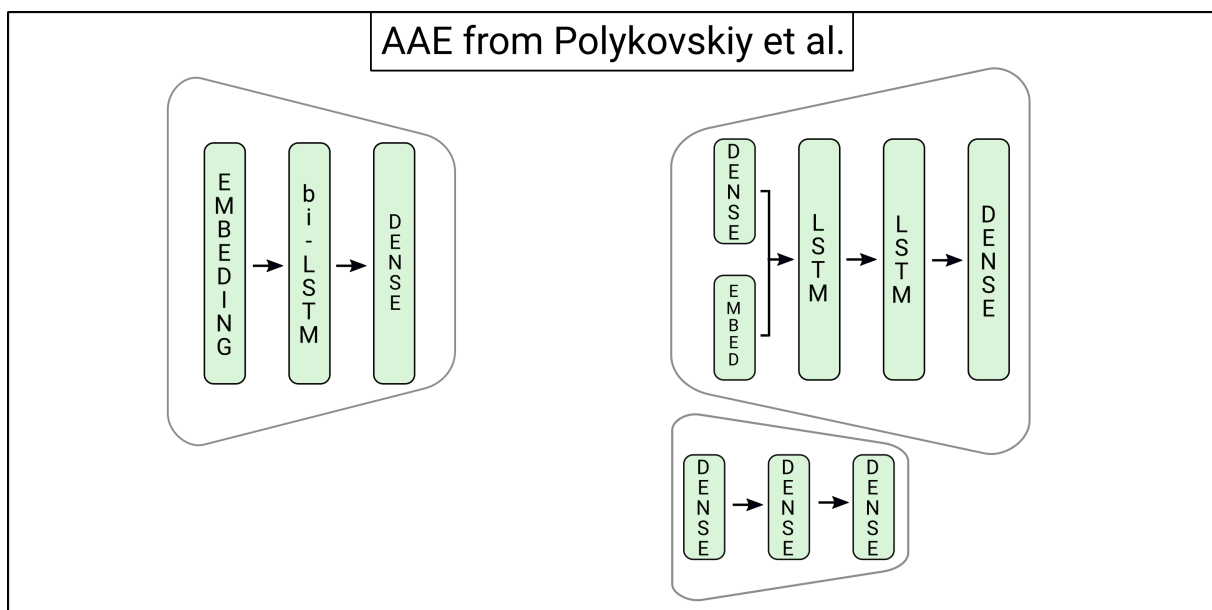 AAE from Polykovskiy et al.
EMBEDING
bi-LSTM
DENSE
DENSE
EMBED
LSTM
LSTM
DENSE
DENSE
DENSE
DENSE